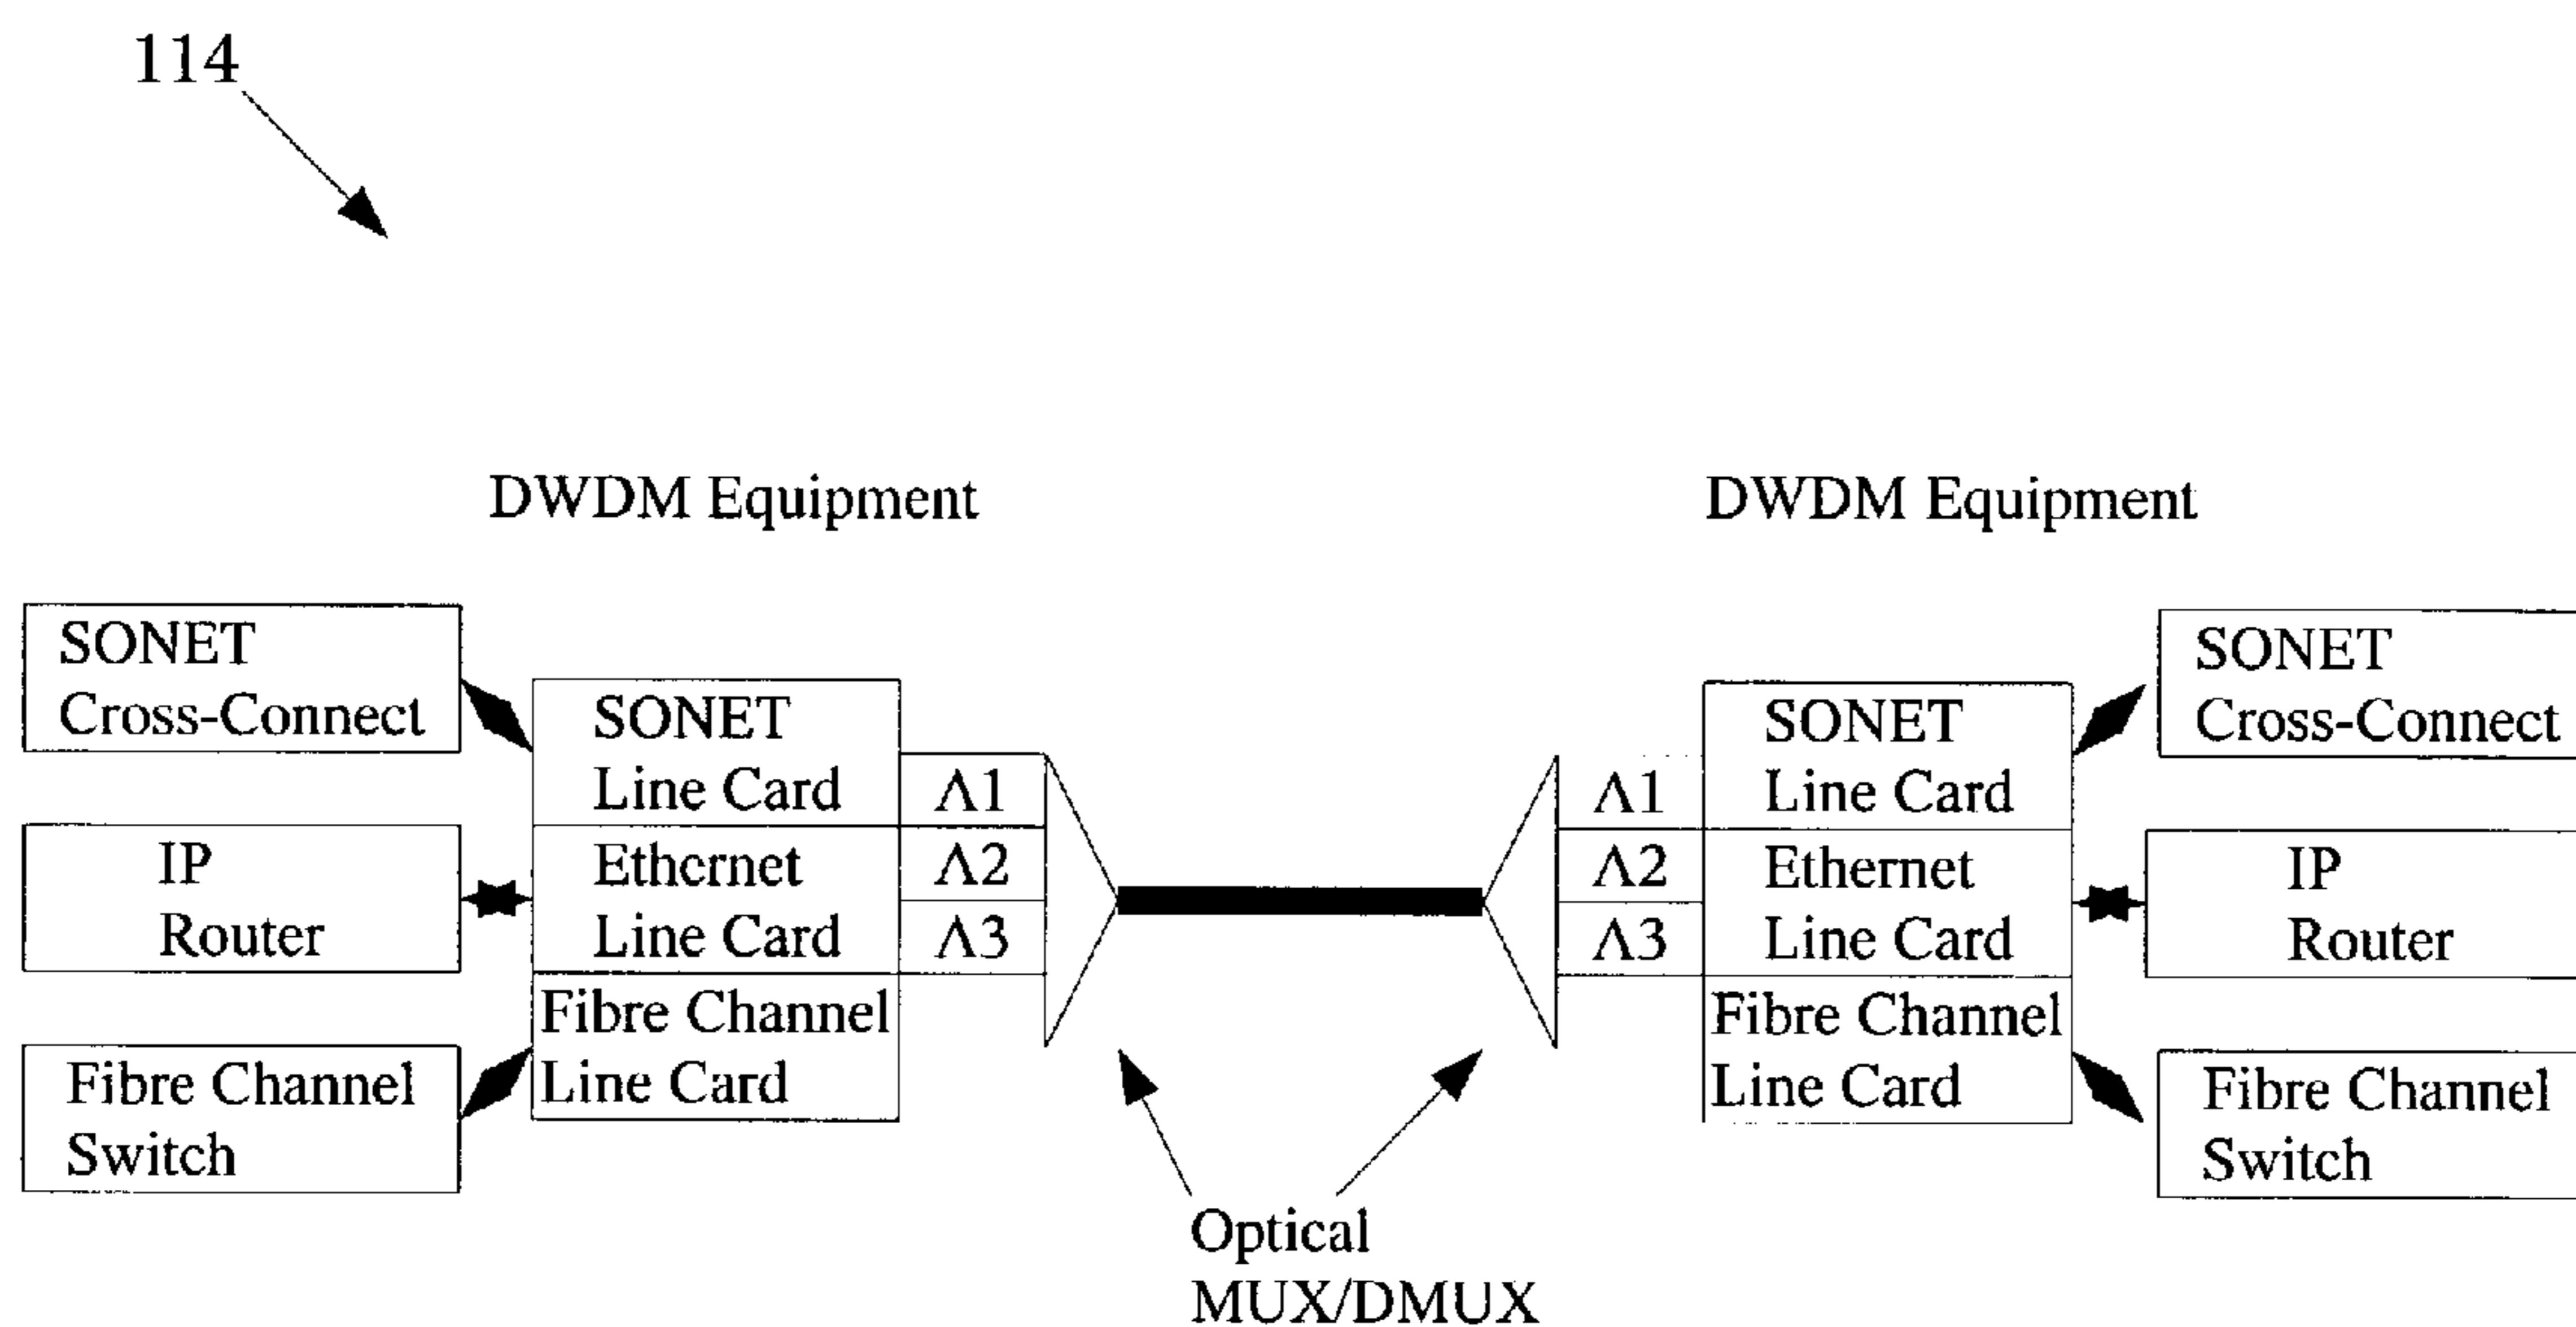 114
DWDM Equipment
DWDM Equipment
SONET
Cross-Connect
IP
Router
Fibre Channel
Switch
SONET
Line Card
Ethernet
Line Card
Fibre Channel
Line Card
Λ1
Λ2
Λ3
Λ1
Λ2
Λ3
SONET
Line Card
Ethernet
Line Card
Fibre Channel
Line Card
SONET
Cross-Connect
IP
Router
Fibre Channel
Switch
Optical
MUX/DMUX